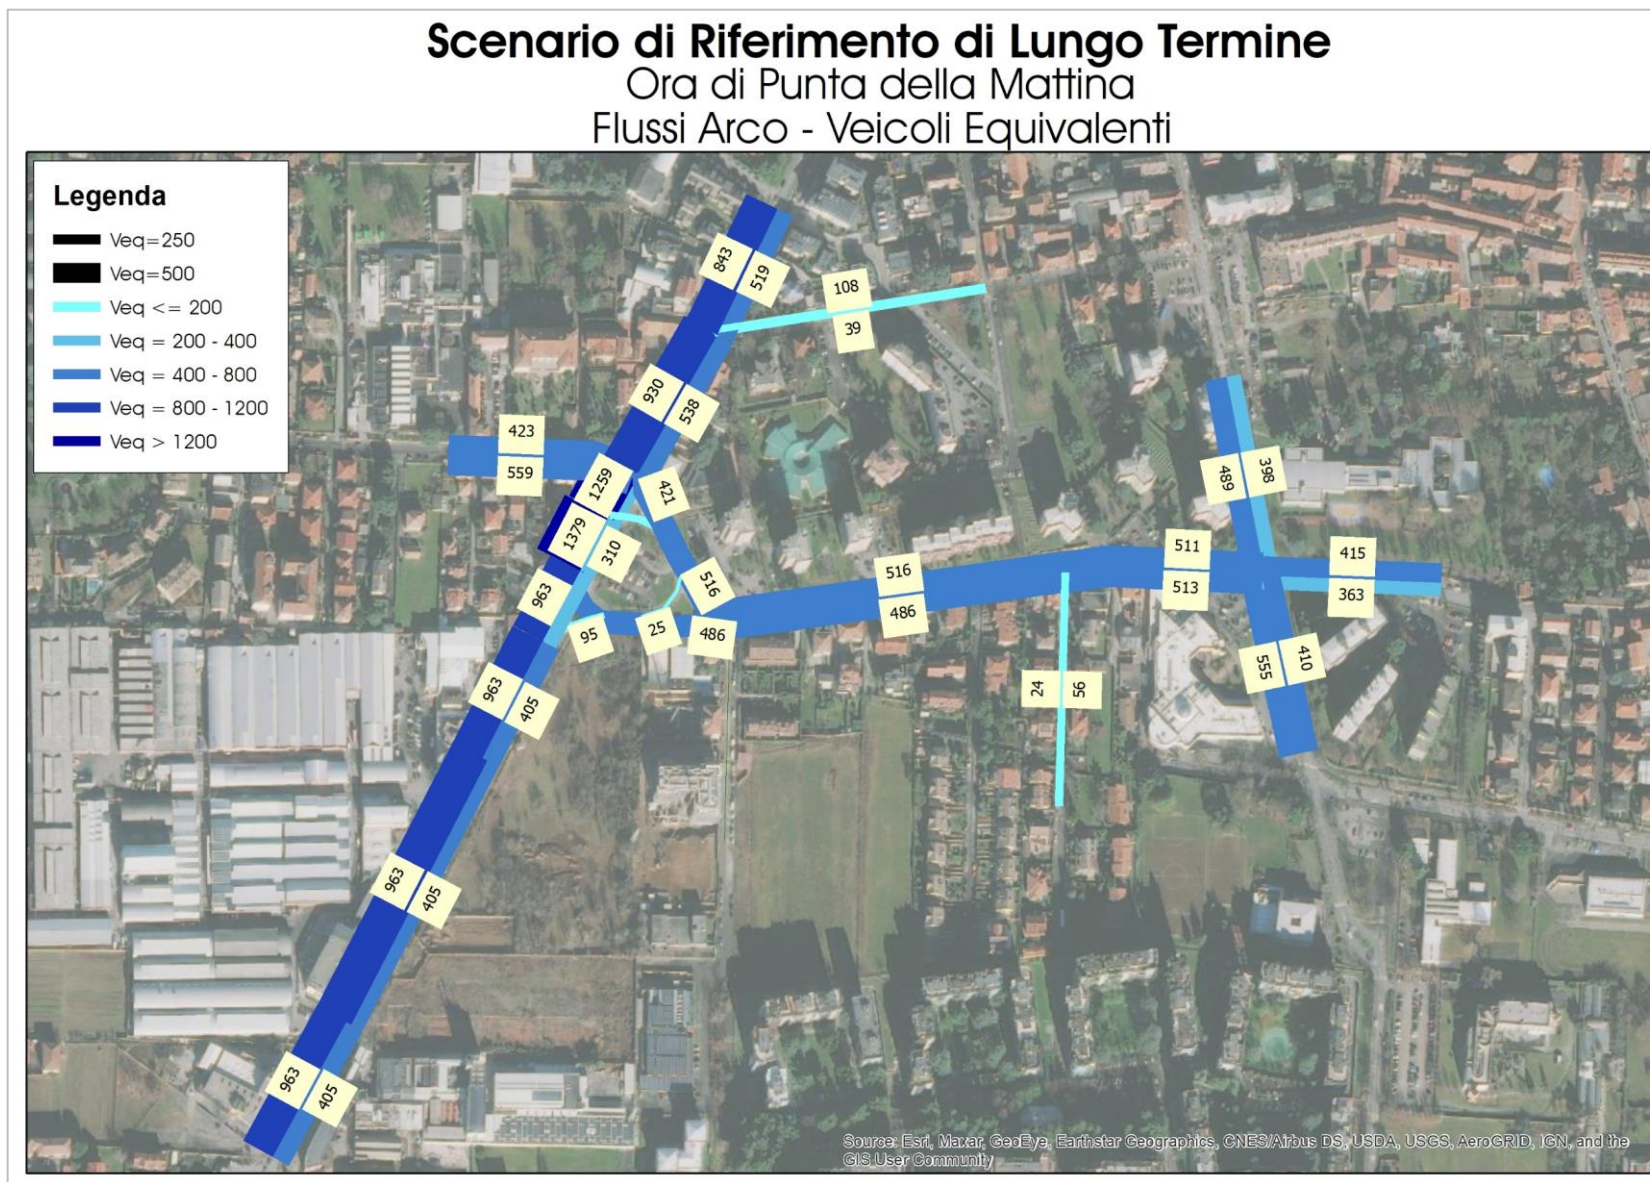 Scenario di Riferimento di Lungo Termine
Ora di Punta della Mattina
Flussi Arco - Veicoli Equivalenti
Legenda
Veq=250
Veq=500
Veq <= 200
Veq = 200 - 400
Veq = 400 - 800
Veq = 800 - 1200
Veq > 1200
843
519
108
39
930
538
423
559
1259
421
1379
310
963
516
95
25
486
516
486
511
513
489
398
415
363
555
410
24
56
963
405
963
405
963
405
Source: Esri, Maxar, GeoEye, Earthstar Geographics, CNES/Airbus DS, USDA, USGS, AeroGRID, IGN, and the
GIS User Community